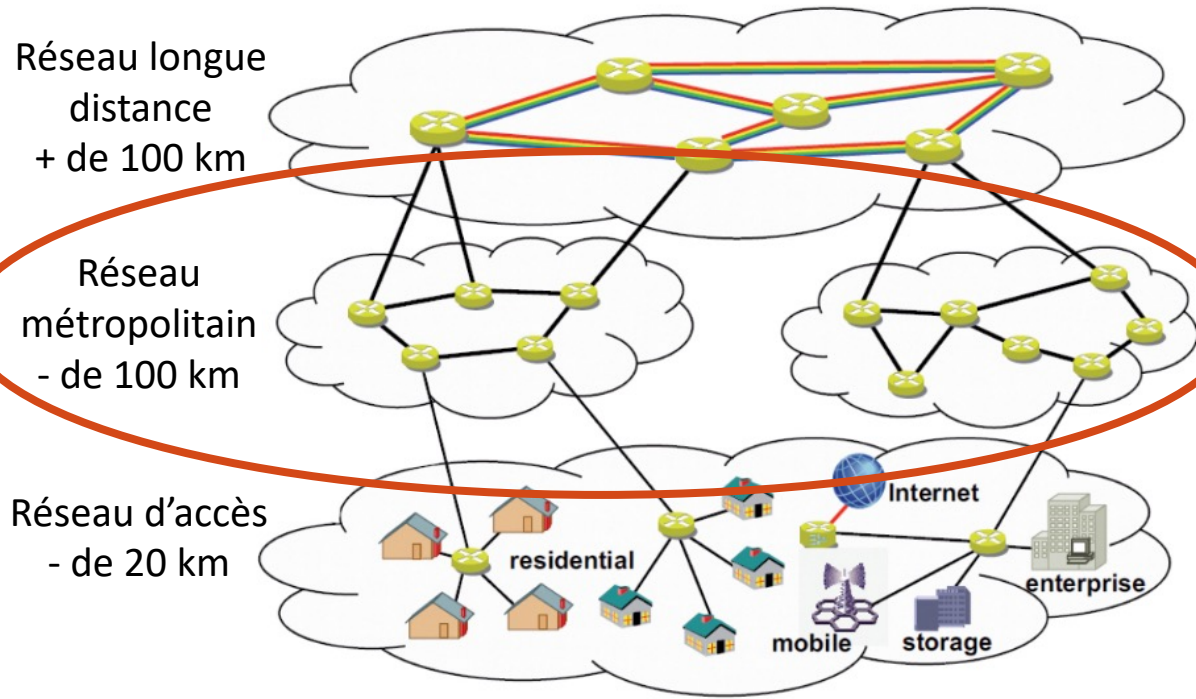 Réseau longue
distance
+ de 100 km
Réseau
métropolitain
- de 100 km
Réseau d’accès
- de 20 km
residential
Internet
mobile
storage
enterprise